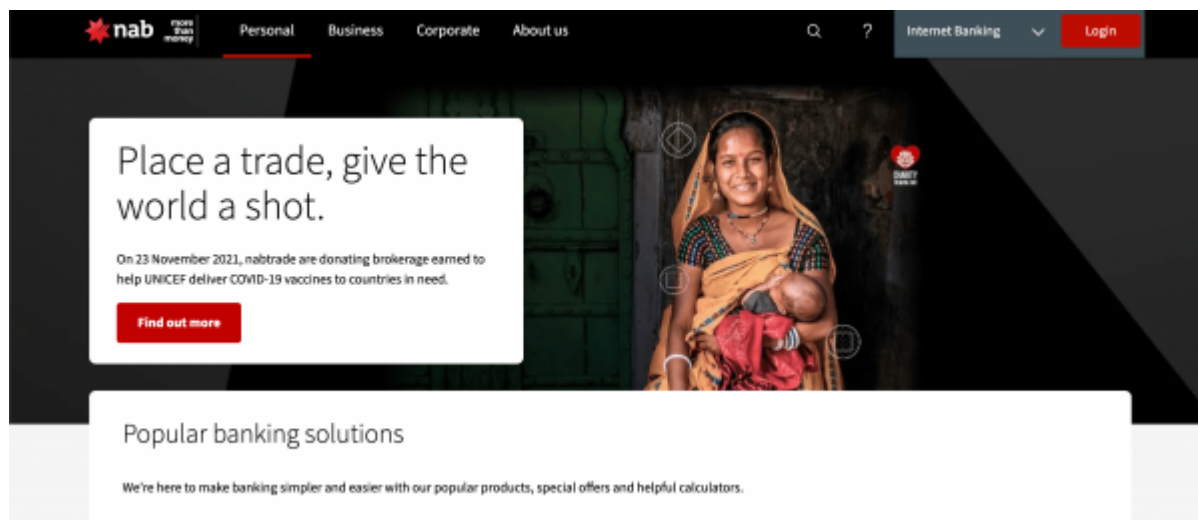 nab
more
than
money
Personal
Business
Corporate
About us
?
Internet Banking
Login
Place a trade, give the
world a shot.
On 23 November 2021, nabtrade are donating brokerage earned to
help UNICEF deliver COVID-19 vaccines to countries in need.
Find out more
CHARITY
Popular banking solutions
We're here to make banking simpler and easier with our popular products, special offers and helpful calculators.